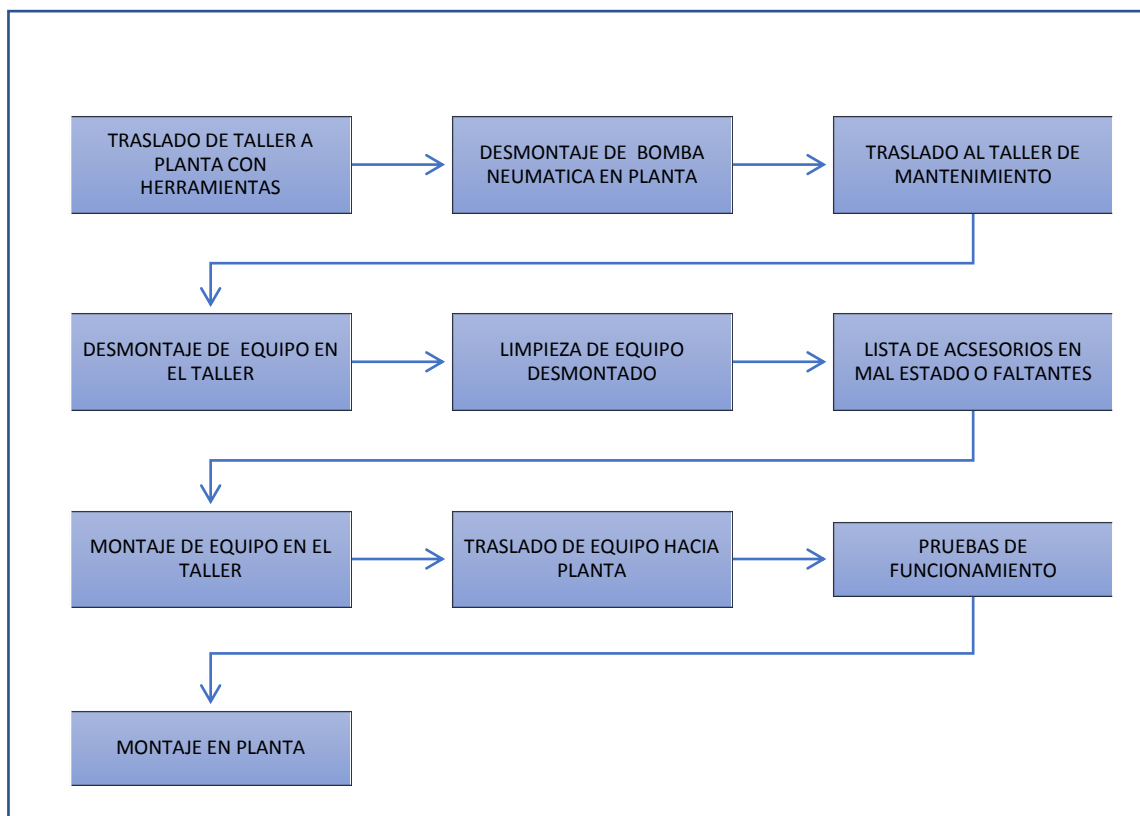 TRASLADO DE TALLER A
PLANTA CON
HERRAMIENTAS
DESMONTAJE DE BOMBA
NEUMATICA EN PLANTA
TRASLADO AL TALLER DE
MANTENIMIENTO
DESMONTAJE DE EQUIPO EN
EL TALLER
LIMPIEZA DE EQUIPO
DESMONTADO
LISTA DE ACSESORIOS EN
MAL ESTADO O FALTANTES
MONTAJE DE EQUIPO EN EL
TALLER
TRASLADO DE EQUIPO HACIA
PLANTA
PRUEBAS DE
FUNCIONAMIENTO
MONTAJE EN PLANTA